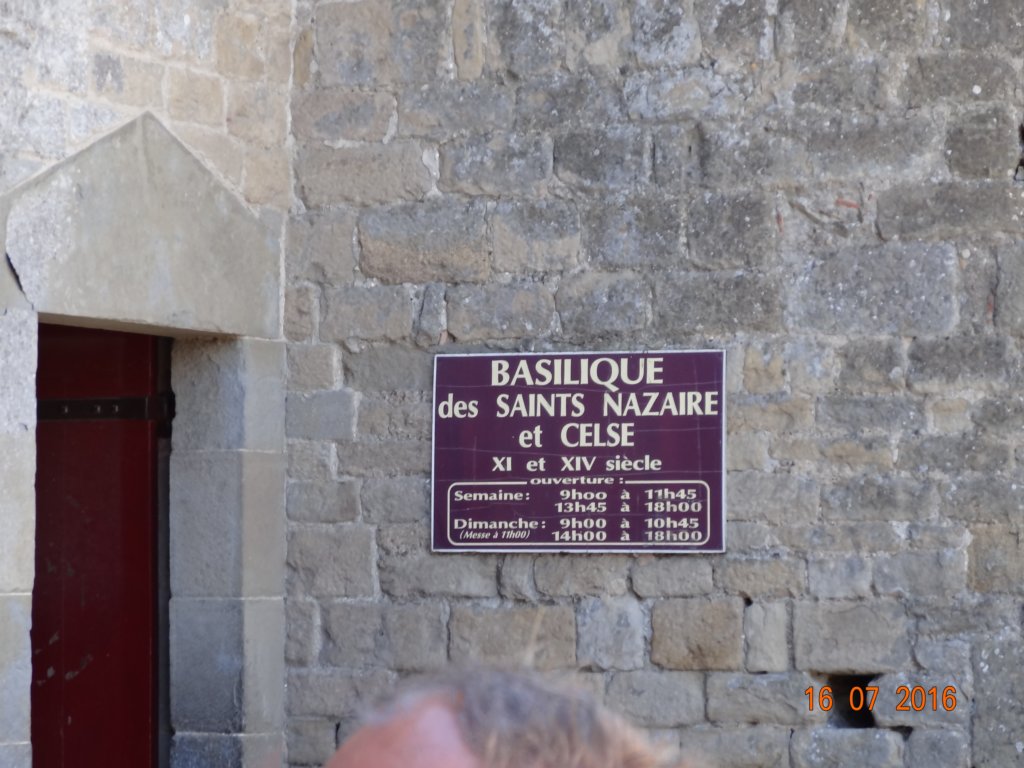 BASILIQUE
des SAINTS NAZAIRE
et CELSE
XI et XIV siècle
ouverture :
Semaine : 9hoo à 11h45
13h45 à 18h00
Dimanche : 9h00 à 10h45
(Messe à 11h00) 14h00 à 18h00
16 07 2016